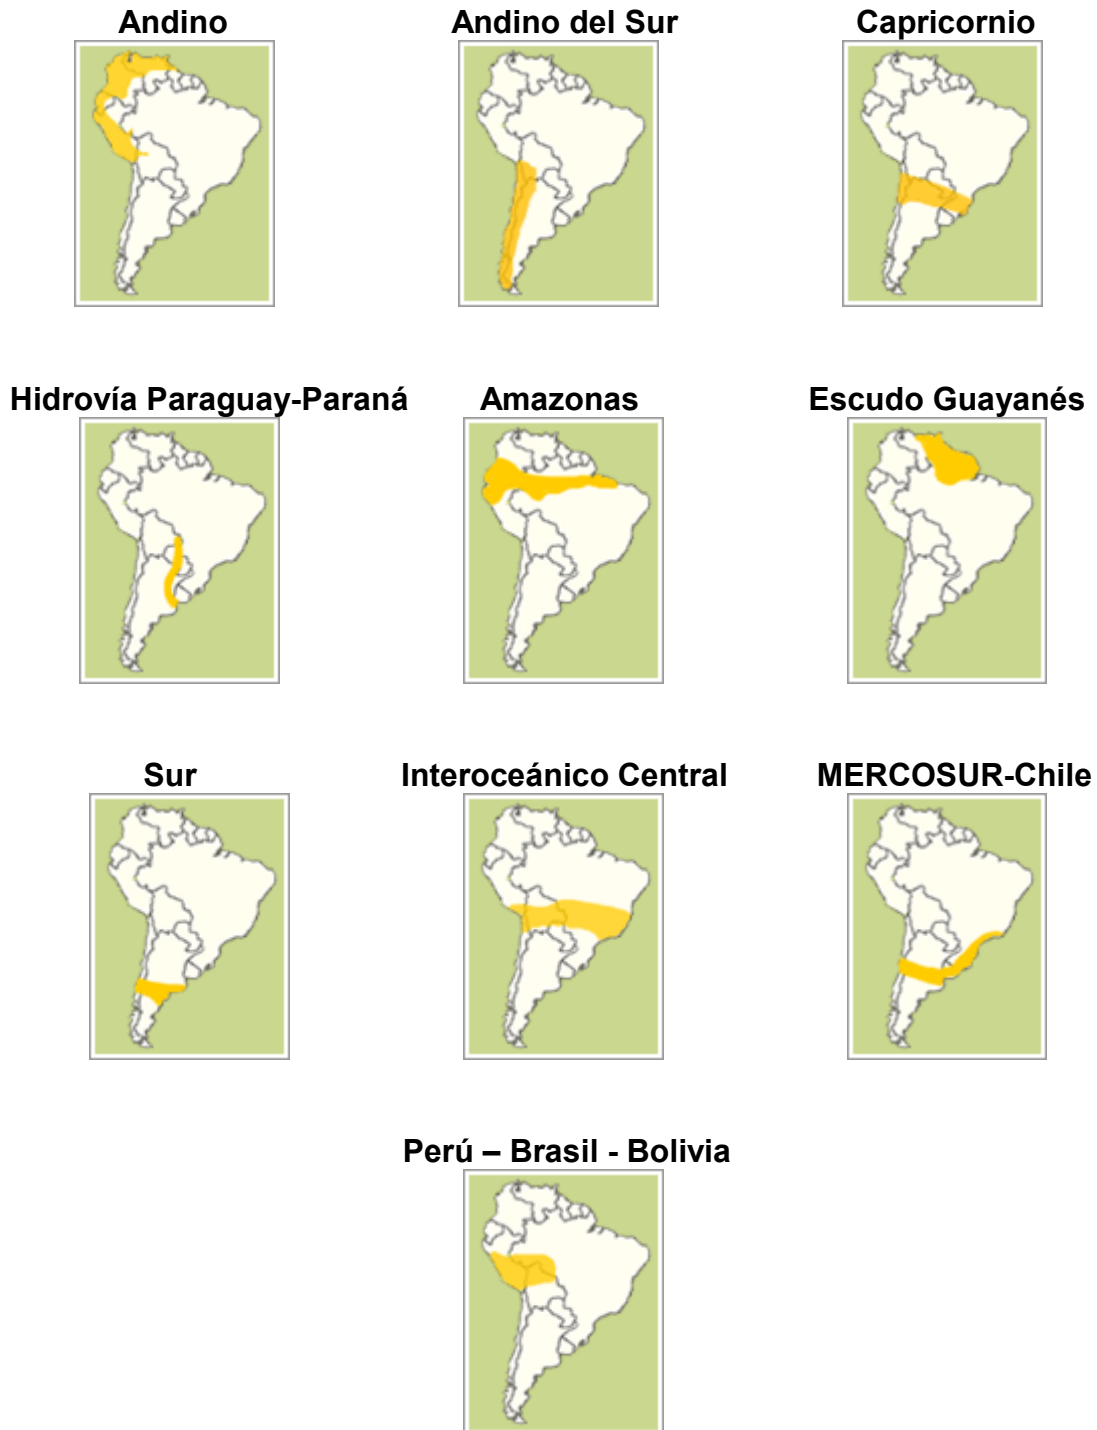 Andino
Andino del Sur
Capricornio
Hidrovía Paraguay-Paraná
Amazonas
Escudo Guayanés
Sur
Interoceánico Central
MERCOSUR-Chile
Perú – Brasil - Bolivia